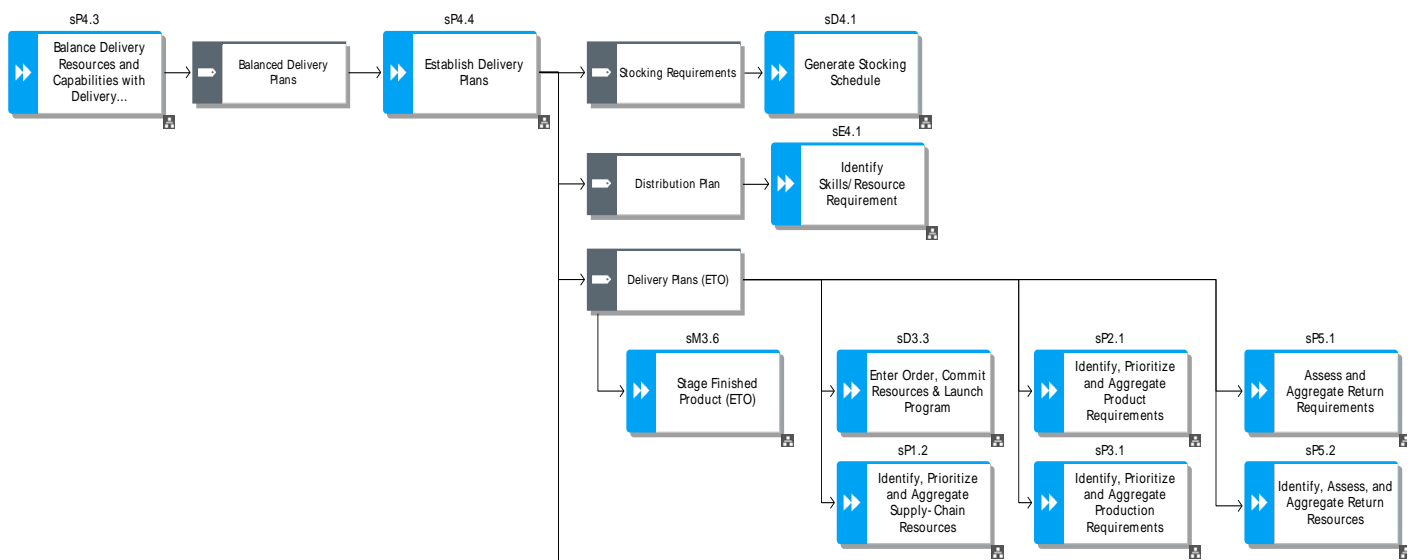 sP4.3
Balance Delivery
Resources and
Capabilities with
Delivery...
Balanced Delivery
Plans
sP4.4
Establish Delivery
Plans
Stocking Requirements
sD4.1
Generate Stocking
Schedule
Distribution Plan
sE4.1
Identify
Skills/ Resource
Requirement
Delivery Plans (ETO)
sM3.6
Stage Finished
Product (ETO)
sD3.3
Enter Order, Commit
Resources & Launch
Program
sP2.1
Identify, Prioritize
and Aggregate
Product
Requirements
sP5.1
Assess and
Aggregate Return
Requirements
sP1.2
Identify, Prioritize
and Aggregate
Supply- Chain
Resources
sP3.1
Identify, Prioritize
and Aggregate
Production
Requirements
sP5.2
Identify, Assess, and
Aggregate Return
Resources